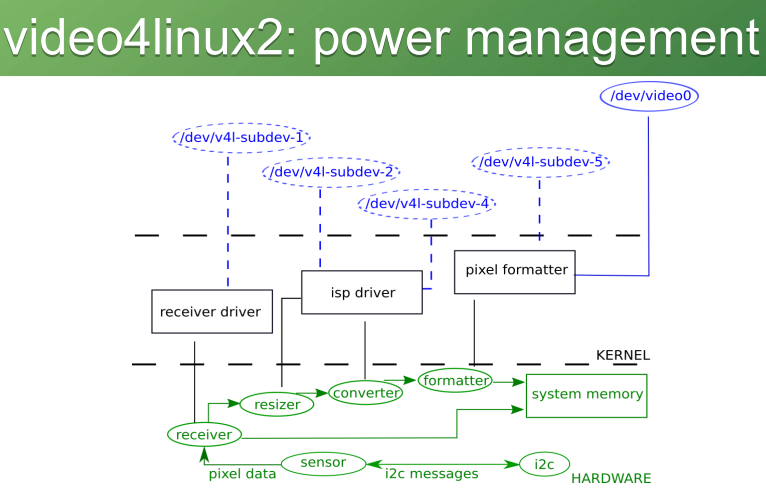 video4linux2: power management
/dev/video0
/dev/v4l-subdev-1
/dev/v4l-subdev-5
/dev/v4l-subdev-2
/dev/v4l-subdev-4
pixel formatter
isp driver
receiver driver
KERNEL
formatter
converter
system memory
resizer
receiver
sensor
i2c
pixel data
i2c messages
HARDWARE